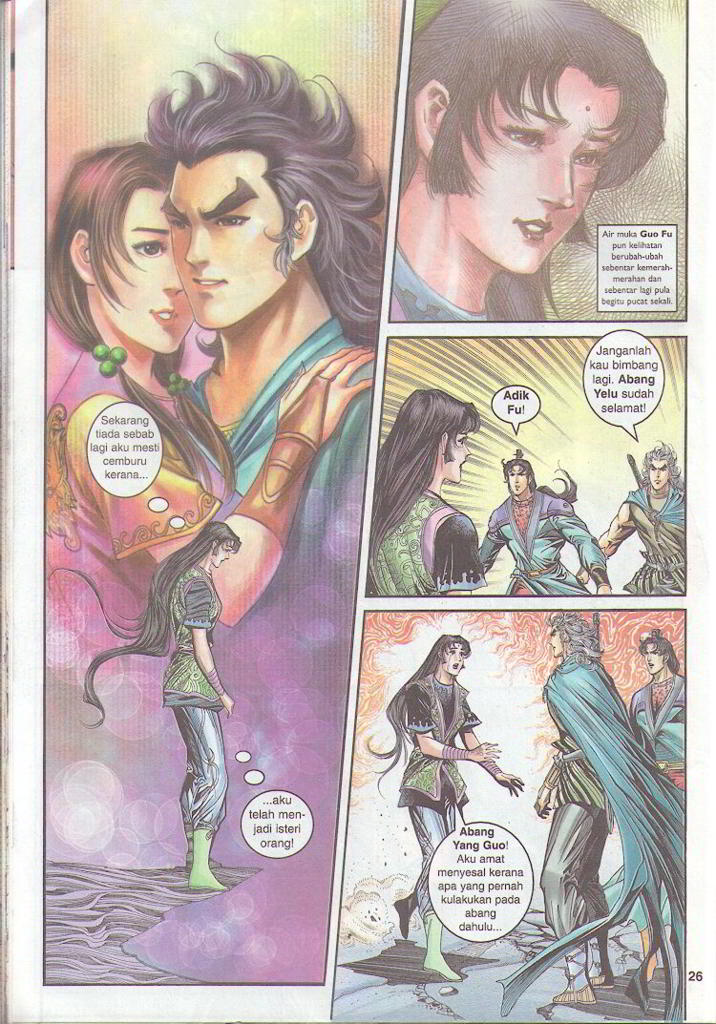 Sekarang
tiada sebab
lagi aku mesti
cemburu
kerana...
...aku
telah men-
jadi isteri
orang!
Air muka Guo Fu
pun kelihatan
berubah-ubah
sebentar kemerah-
merahan dan
sebentar lagi pula
begitu pucat sekali.
Adik
Fu!
Janganlah
kau bimbang
lagi. Abang
Yelu sudah
selamat!
Abang
Yang Guo!
Aku amat
menyesal kerana
apa yang pernah
kulakukan pada
abang
dahulu...
26